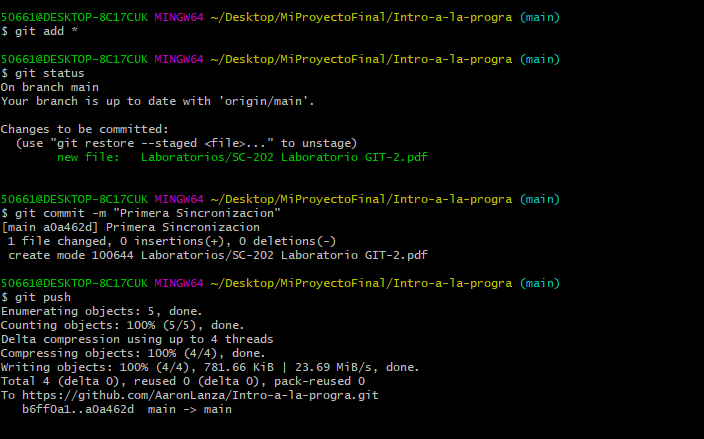 50661@DESKTOP-8C17CUK MINGW64 ~/Desktop/MiProyectoFinal/Intro-a-la-progra (main)
$ git add *
50661@DESKTOP-8C17CUK MINGW64 ~/Desktop/MiProyectoFinal/Intro-a-la-progra (main)
$ git status
On branch main
Your branch is up to date with 'origin/main'.
Changes to be committed:
  (use "git restore --staged <file>..." to unstage)
        new file:   Laboratorios/SC-202 Laboratorio GIT-2.pdf
50661@DESKTOP-8C17CUK MINGW64 ~/Desktop/MiProyectoFinal/Intro-a-la-progra (main)
$ git commit -m "Primera Sincronizacion"
[main a0a462d] Primera Sincronizacion
 1 file changed, 0 insertions(+), 0 deletions(-)
 create mode 100644 Laboratorios/SC-202 Laboratorio GIT-2.pdf
50661@DESKTOP-8C17CUK MINGW64 ~/Desktop/MiProyectoFinal/Intro-a-la-progra (main)
$ git push
Enumerating objects: 5, done.
Counting objects: 100% (5/5), done.
Delta compression using up to 4 threads
Compressing objects: 100% (4/4), done.
Writing objects: 100% (4/4), 781.66 KiB | 23.69 MiB/s, done.
Total 4 (delta 0), reused 0 (delta 0), pack-reused 0
To https://github.com/AaronLanza/Intro-a-la-progra.git
   b6ff0a1..a0a462d  main -> main